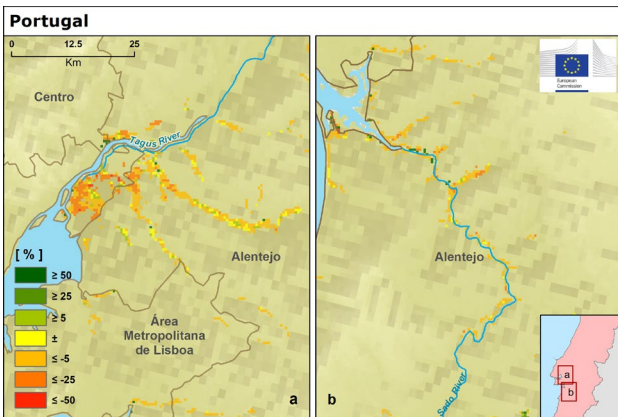 Portugal
0 12.5 25
Km
Centro
Tagus River
Alentejo
[ % ]
≥ 50
≥ 25
≥ 5
±
≤ -5
≤ -25
≤ -50
Área
Metropolitana
de Lisboa
a
European
Commission
Alentejo
Sado River
b
a
b